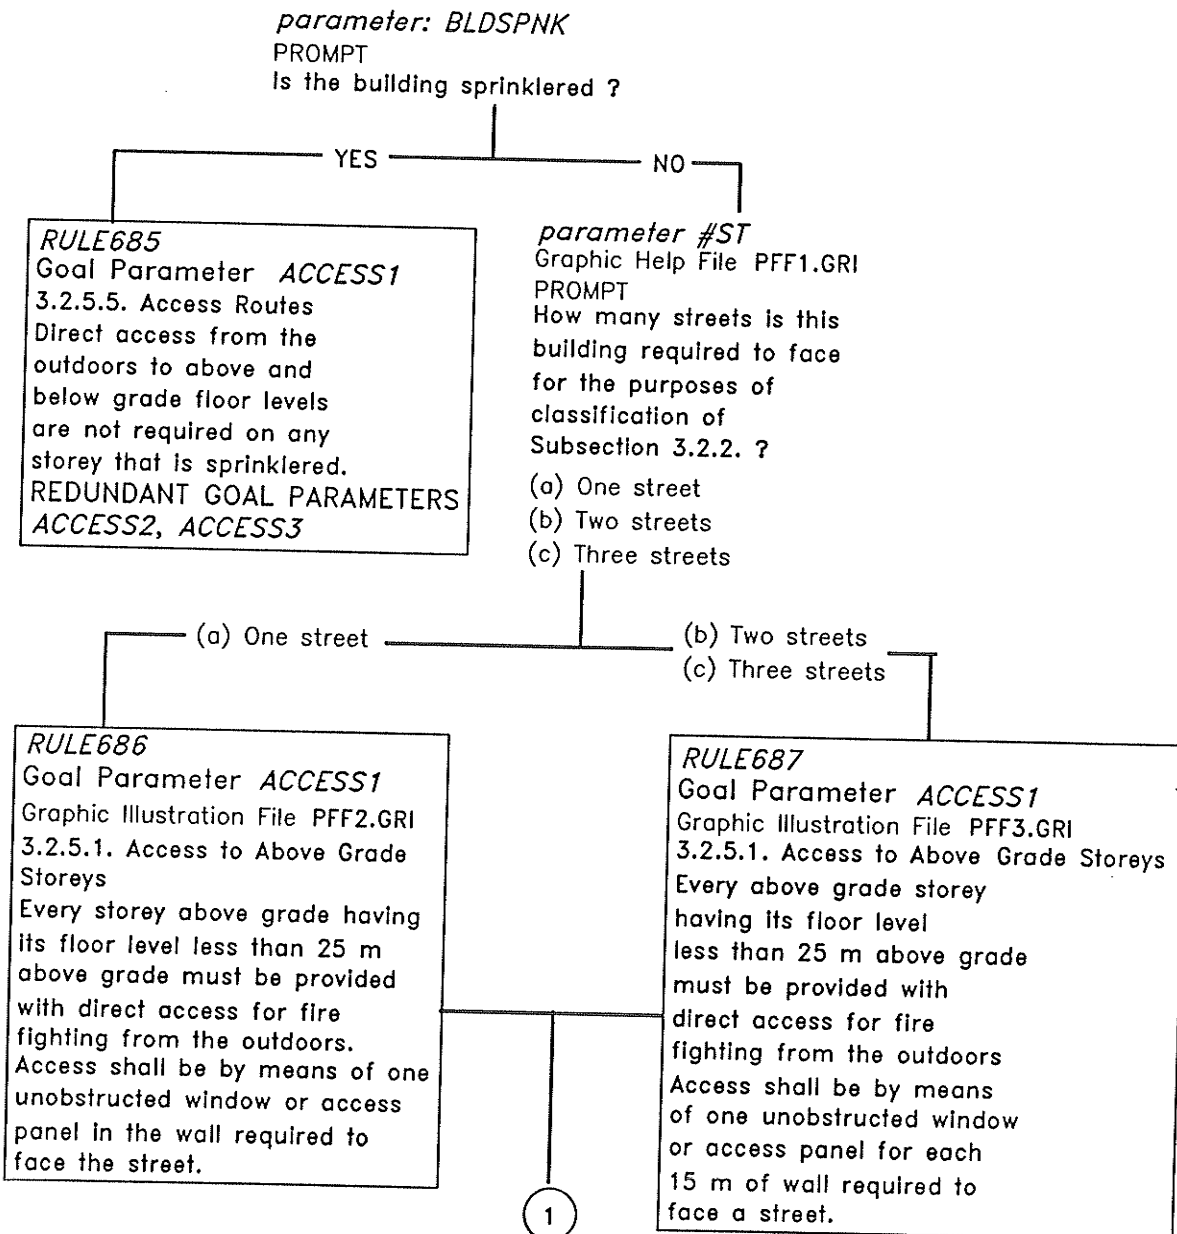 parameter: BLDSPNK
PROMPT
Is the building sprinklered ?
YES
NO
RULE685
Goal Parameter ACCESS1
3.2.5.5. Access Routes
Direct access from the
outdoors to above and
below grade floor levels
are not required on any
storey that is sprinklered.
REDUNDANT GOAL PARAMETERS
ACCESS2, ACCESS3
parameter #ST
Graphic Help File PFF1.GRI
PROMPT
How many streets is this
building required to face
for the purposes of
classification of
Subsection 3.2.2. ?
(a) One street
(b) Two streets
(c) Three streets
(a) One street
(b) Two streets
(c) Three streets
RULE686
Goal Parameter ACCESS1
Graphic Illustration File PFF2.GRI
3.2.5.1. Access to Above Grade
Storeys
Every storey above grade having
its floor level less than 25 m
above grade must be provided
with direct access for fire
fighting from the outdoors.
Access shall be by means of one
unobstructed window or access
panel in the wall required to
face the street.
RULE687
Goal Parameter ACCESS1
Graphic Illustration File PFF3.GRI
3.2.5.1. Access to Above Grade Storeys
Every above grade storey
having its floor level
less than 25 m above grade
must be provided with
direct access for fire
fighting from the outdoors
Access shall be by means
of one unobstructed window
or access panel for each
15 m of wall required to
face a street.
1